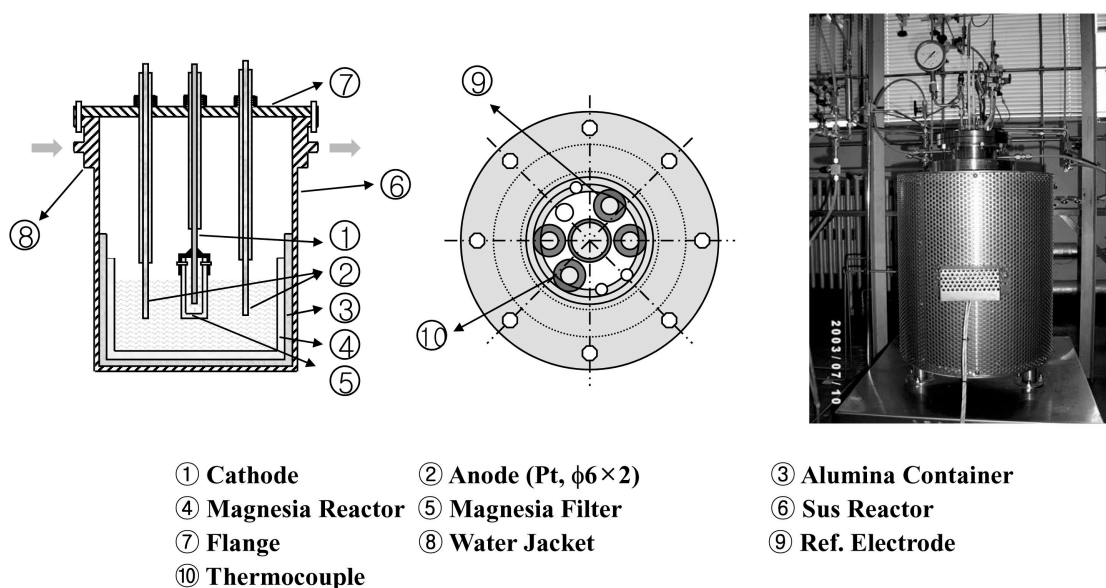 ⑨
⑦
⑥
⑧
①
②
③
④
⑤
⑩
2003/07/10
① Cathode ② Anode (Pt, ϕ6×2) ③ Alumina Container
④ Magnesia Reactor ⑤ Magnesia Filter ⑥ Sus Reactor
⑦ Flange ⑧ Water Jacket ⑨ Ref. Electrode
⑩ Thermocouple